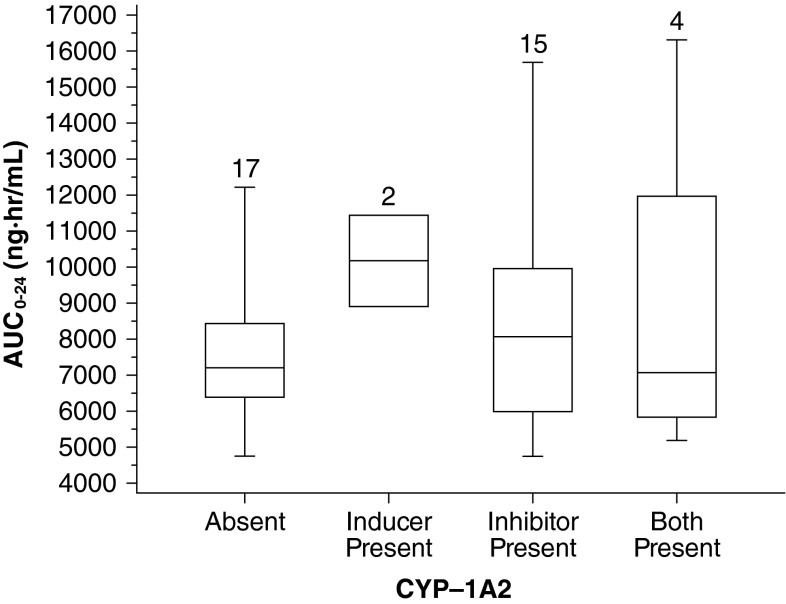 17000
16000
15000
14000
13000
12000
11000
10000
9000
8000
7000
6000
5000
4000
AUC0-24 (ng·hr/mL)
17
2
15
4
Absent
Inducer
Present
Inhibitor
Present
Both
Present
CYP–1A2